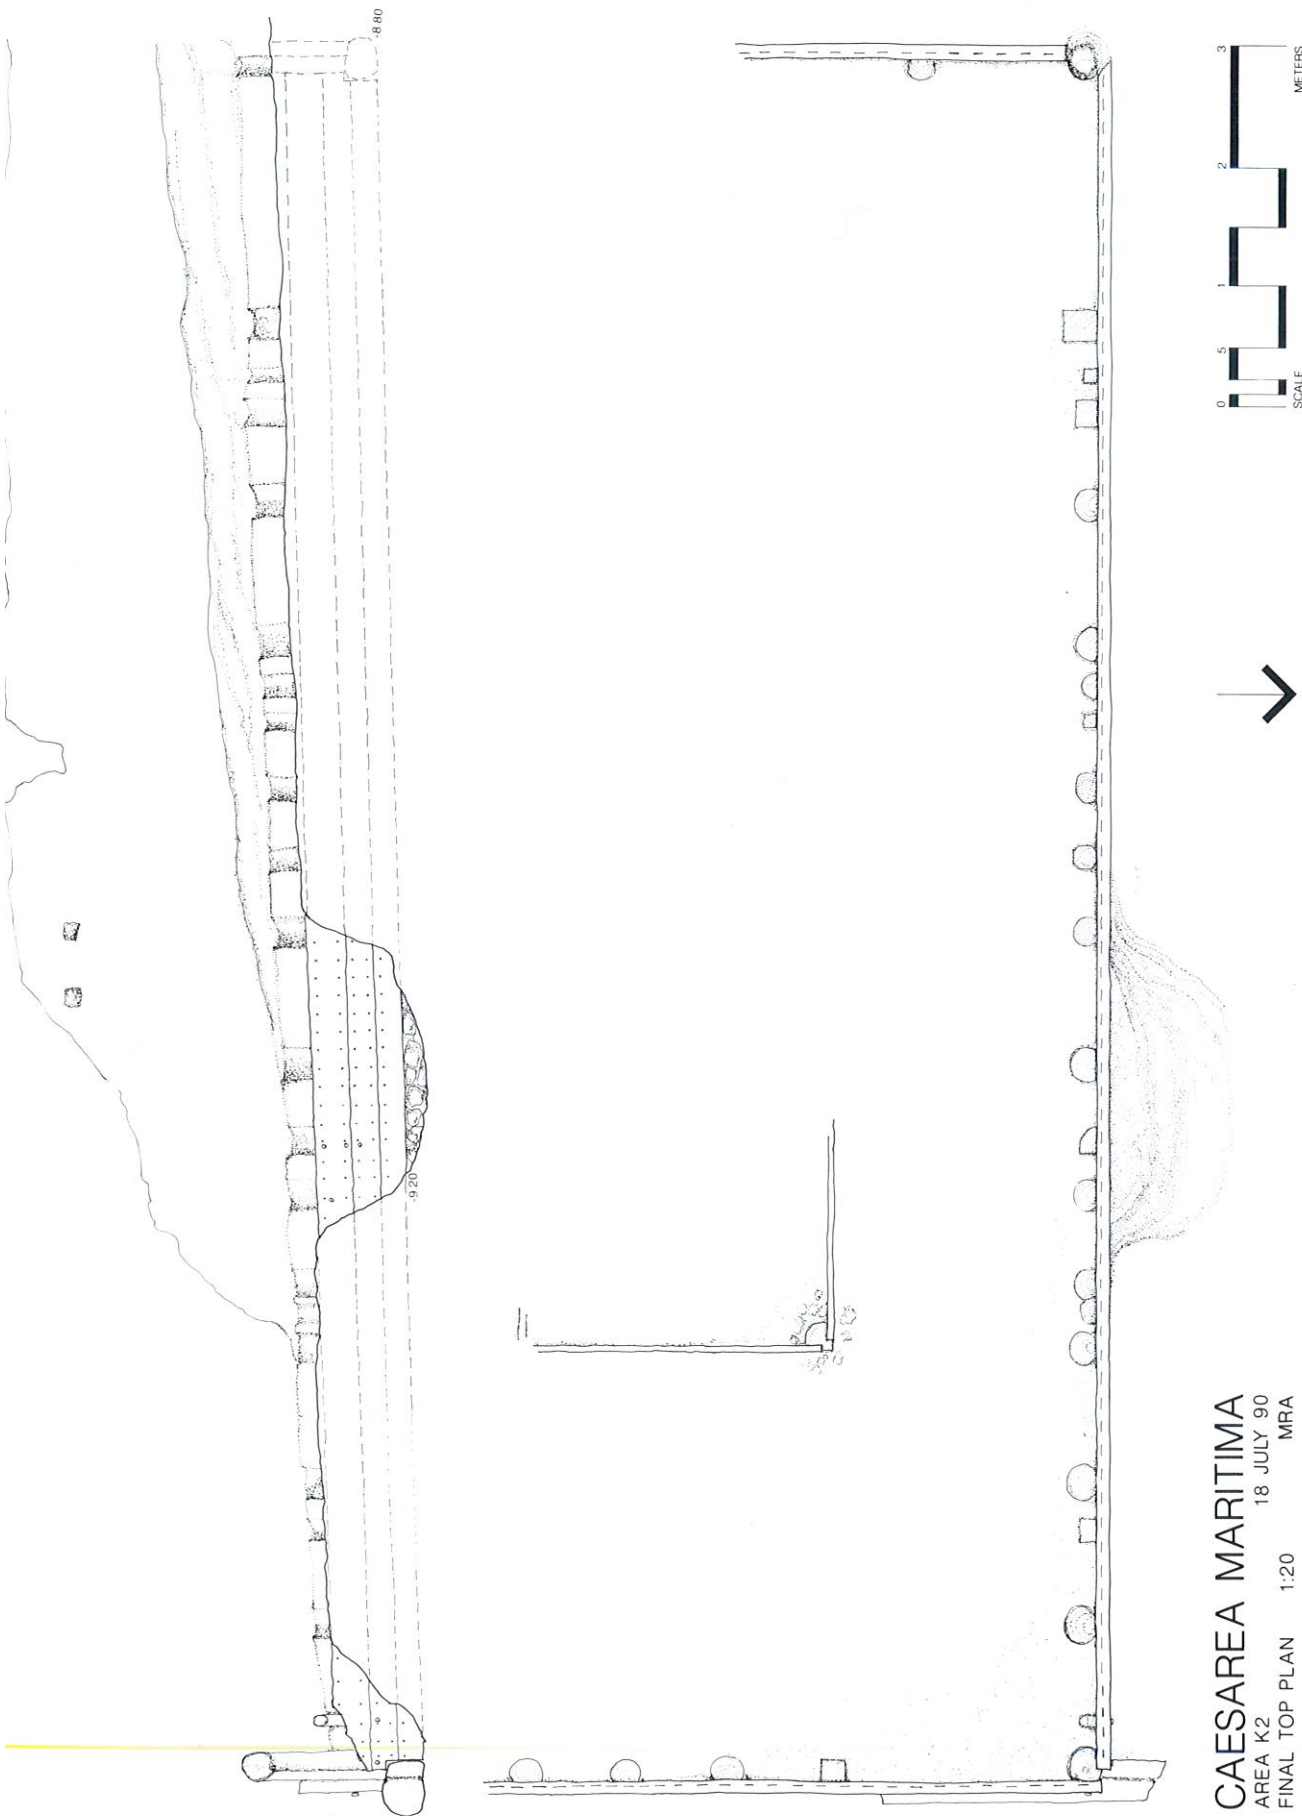 -8.80
-9.20
CAESAREA MARITIMA
AREA K2 18 JULY 90
FINAL TOP PLAN 1:20 MRA
0 5 1 2 3
SCALE METERS